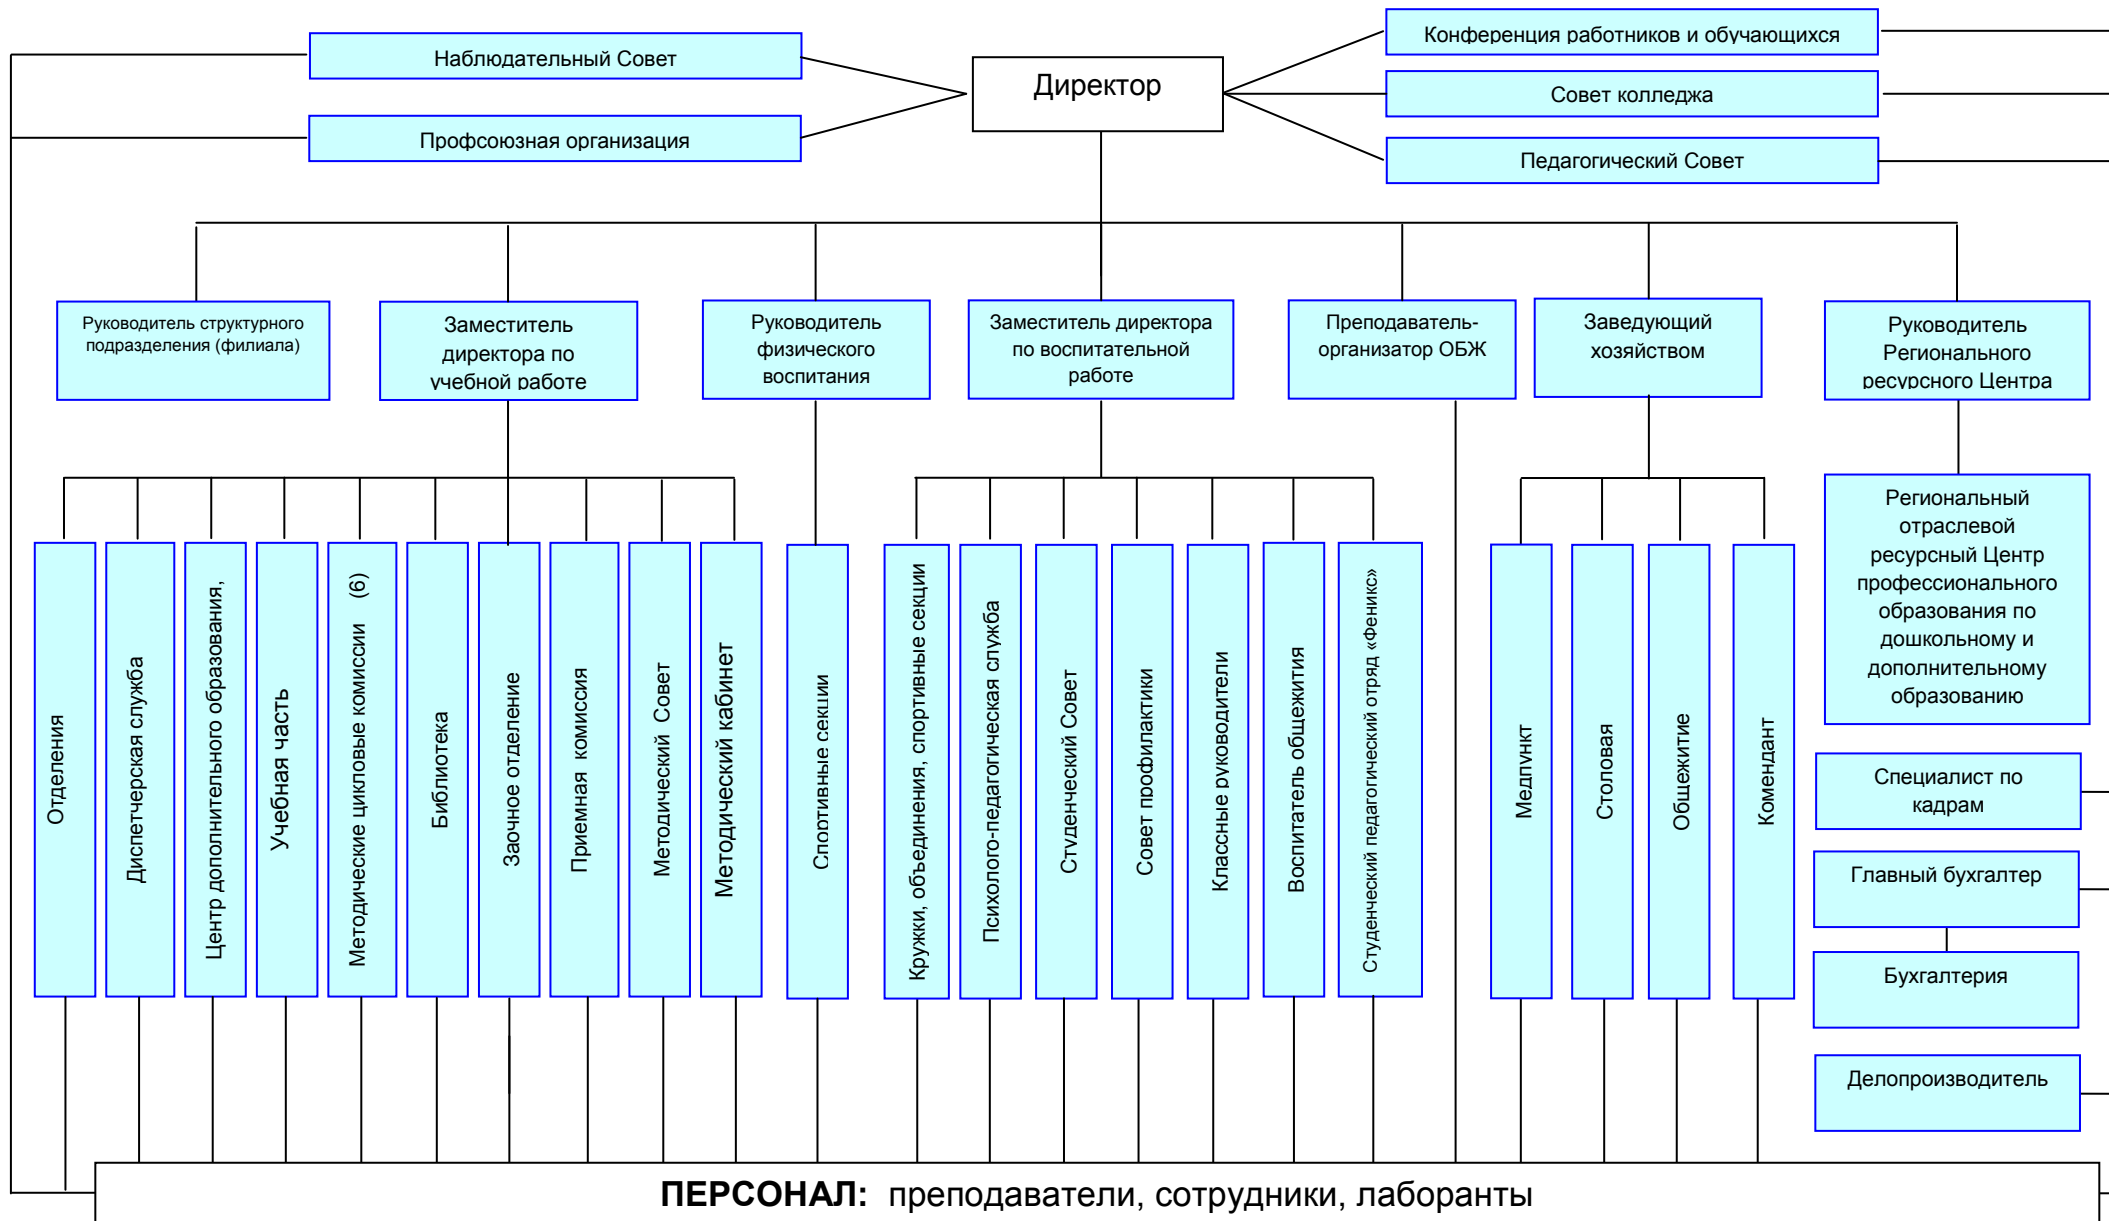 Наблюдательный Совет
Профсоюзная организация
Директор
Конференция работников и обучающихся
Совет колледжа
Педагогический Совет
Руководитель структурного
подразделения (филиала)
Заместитель
директора по
учебной работе
Руководитель
физического
воспитания
Заместитель директора
по воспитательной
работе
Преподаватель-
организатор ОБЖ
Заведующий
хозяйством
Руководитель
Регионального
ресурсного Центра
Отделения
Диспетчерская служба
Центр дополнительного образования,
Учебная часть
Методические цикловые комиссии (6)
Библиотека
Заочное отделение
Приемная комиссия
Методический Совет
Методический кабинет
Спортивные секции
Кружки, объединения, спортивные секции
Психолого-педагогическая служба
Студенческий Совет
Совет профилактики
Классные руководители
Воспитатель общежития
Студенческий педагогический отряд «Феникс»
Медпункт
Столовая
Общежитие
Комендант
Региональный
отраслевой
ресурсный Центр
профессионального
образования по
дошкольному и
дополнительному
образованию
Специалист по
кадрам
Главный бухгалтер
Бухгалтерия
Делопроизводитель
ПЕРСОНАЛ: преподаватели, сотрудники, лаборанты